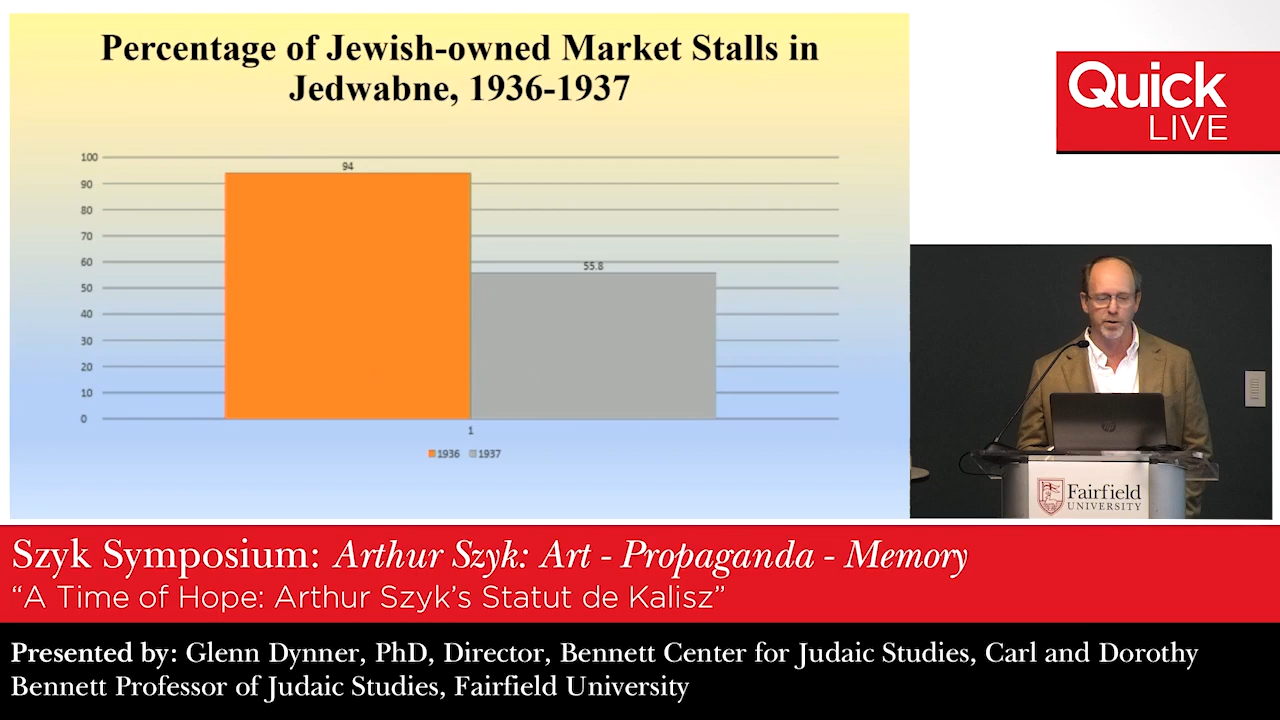 Percentage of Jewish-owned Market Stalls in
Jedwabne, 1936-1937
100
90
80
70
60
50
40
30
20
10
0
94
55.8
1
1936 1937
Quick
LIVE
Fairfield
UNIVERSITY
Szyk Symposium: Arthur Szyk: Art - Propaganda - Memory
“A Time of Hope: Arthur Szyk’s Statut de Kalisz”
Presented by: Glenn Dynner, PhD, Director, Bennett Center for Judaic Studies, Carl and Dorothy
Bennett Professor of Judaic Studies, Fairfield University